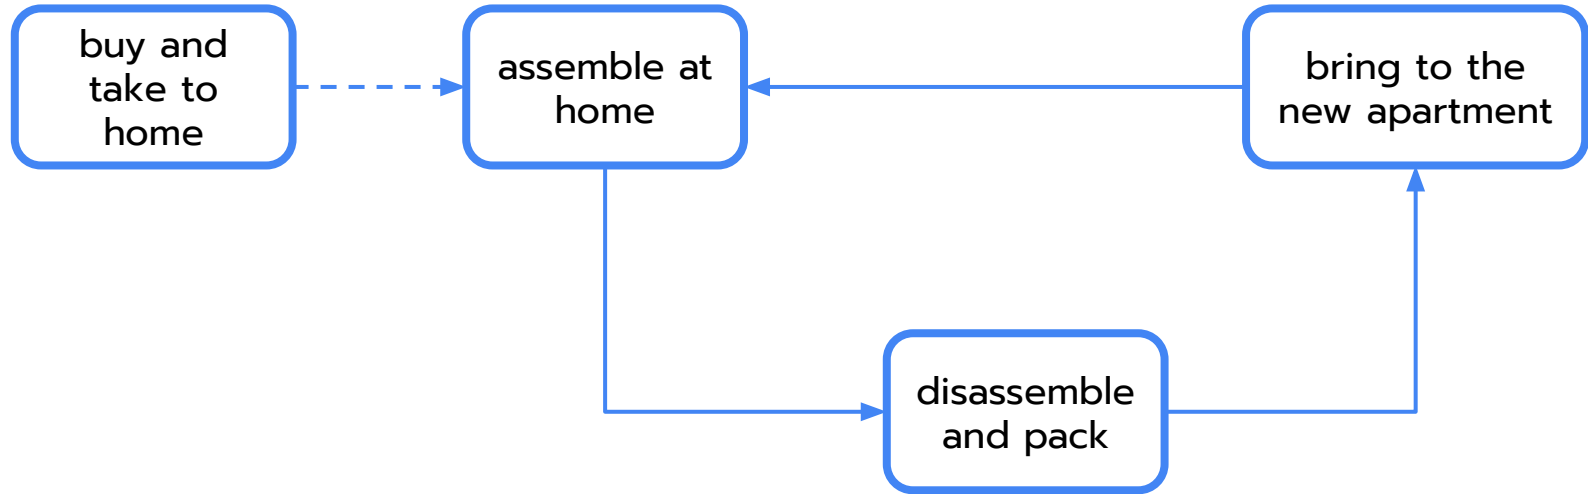 buy and
take to
home
assemble at
home
bring to the
new apartment
disassemble
and pack